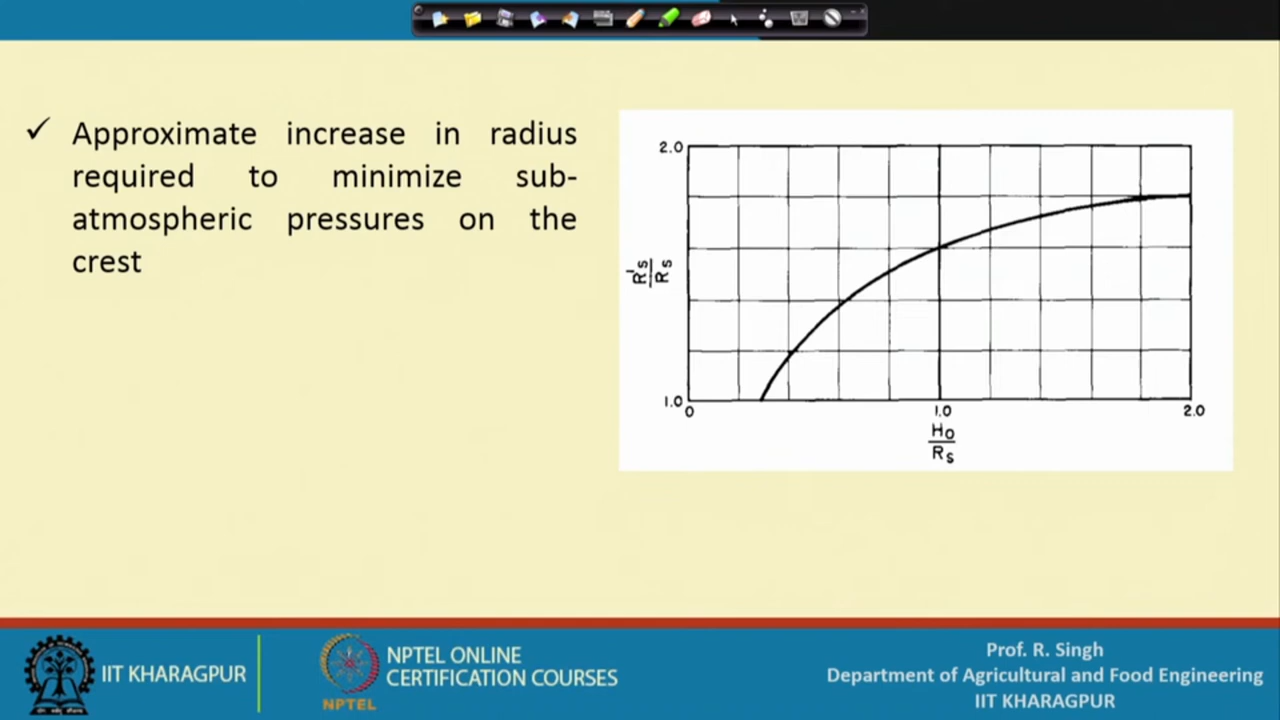 ✓ Approximate increase in radius
required to minimize sub-
atmospheric pressures on the
crest
2.0
R's
Rs
1.0
0
1.0
2.0
Ho
Rs
IIT KHARAGPUR
NPTEL
NPTEL ONLINE
CERTIFICATION COURSES
Prof. R. Singh
Department of Agricultural and Food Engineering
IIT KHARAGPUR